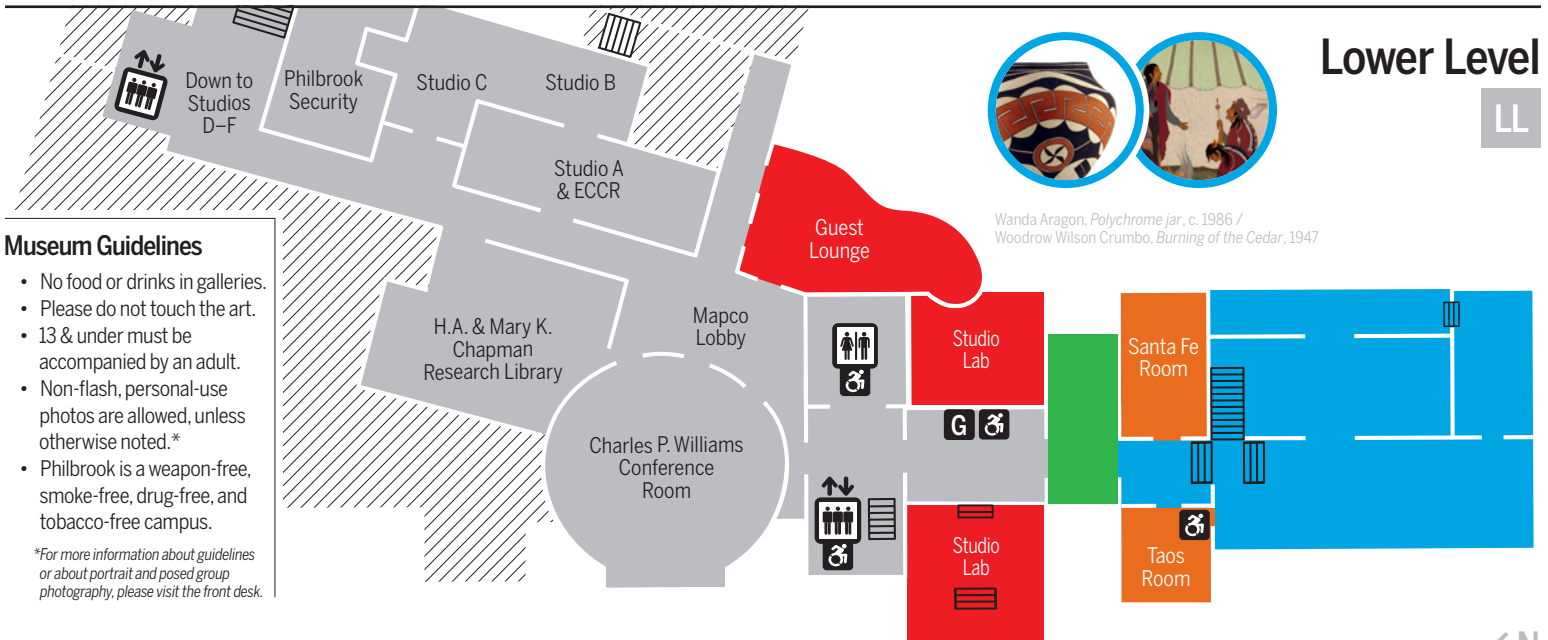 Lower Level
LL
Wanda Aragon, Polychrome jar, c. 1986 /
Woodrow Wilson Crumbo, Burning of the Cedar, 1947
Down to
Studios
D–F
Philbrook
Security
Studio C
Studio B
Studio A
& ECCR
Guest
Lounge
Museum Guidelines
• No food or drinks in galleries.
• Please do not touch the art.
• 13 & under must be
accompanied by an adult.
• Non-flash, personal-use
photos are allowed, unless
otherwise noted.*
• Philbrook is a weapon-free,
smoke-free, drug-free, and
tobacco-free campus.
*For more information about guidelines
or about portrait and posed group
photography, please visit the front desk.
H.A. & Mary K.
Chapman
Research Library
Mapco
Lobby
Studio
Lab
Santa Fe
Room
G
Charles P. Williams
Conference
Room
Studio
Lab
Taos
Room
N